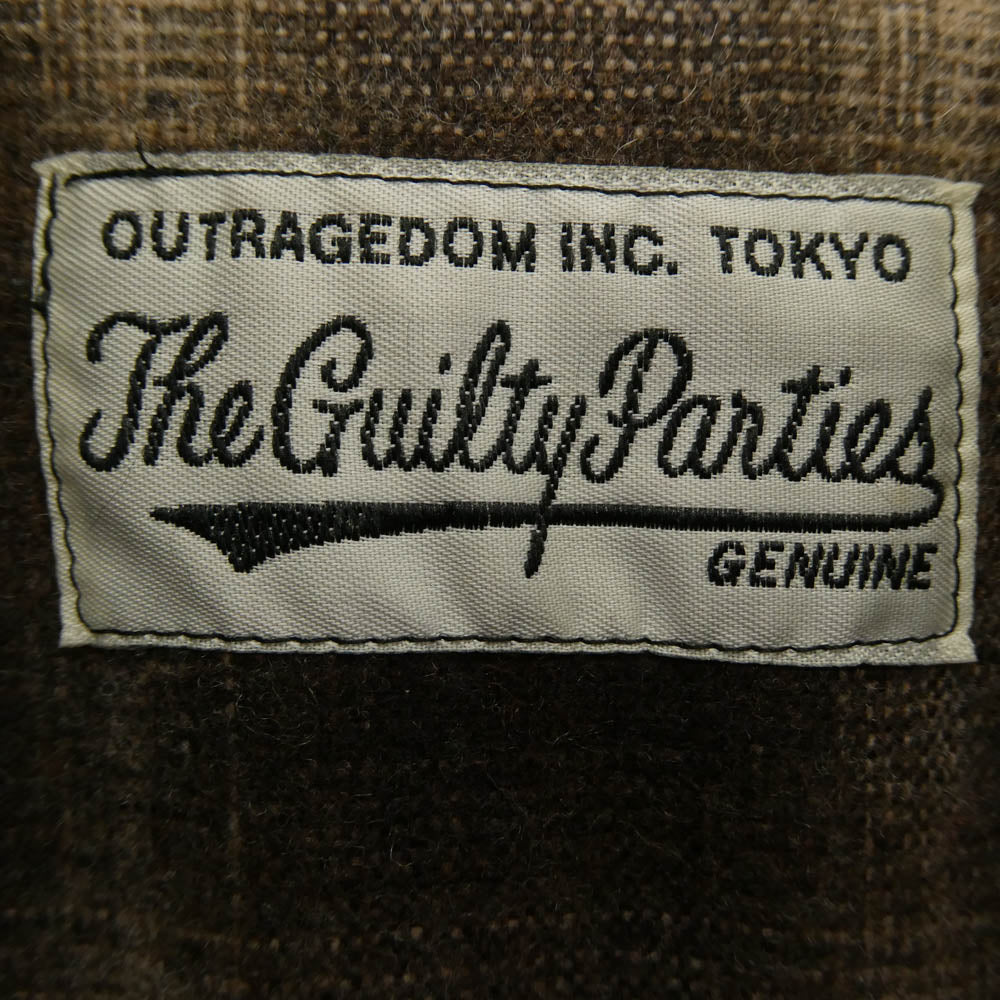 OUTRAGEDOM INC. TOKYO
The Guilty Parties
GENUINE